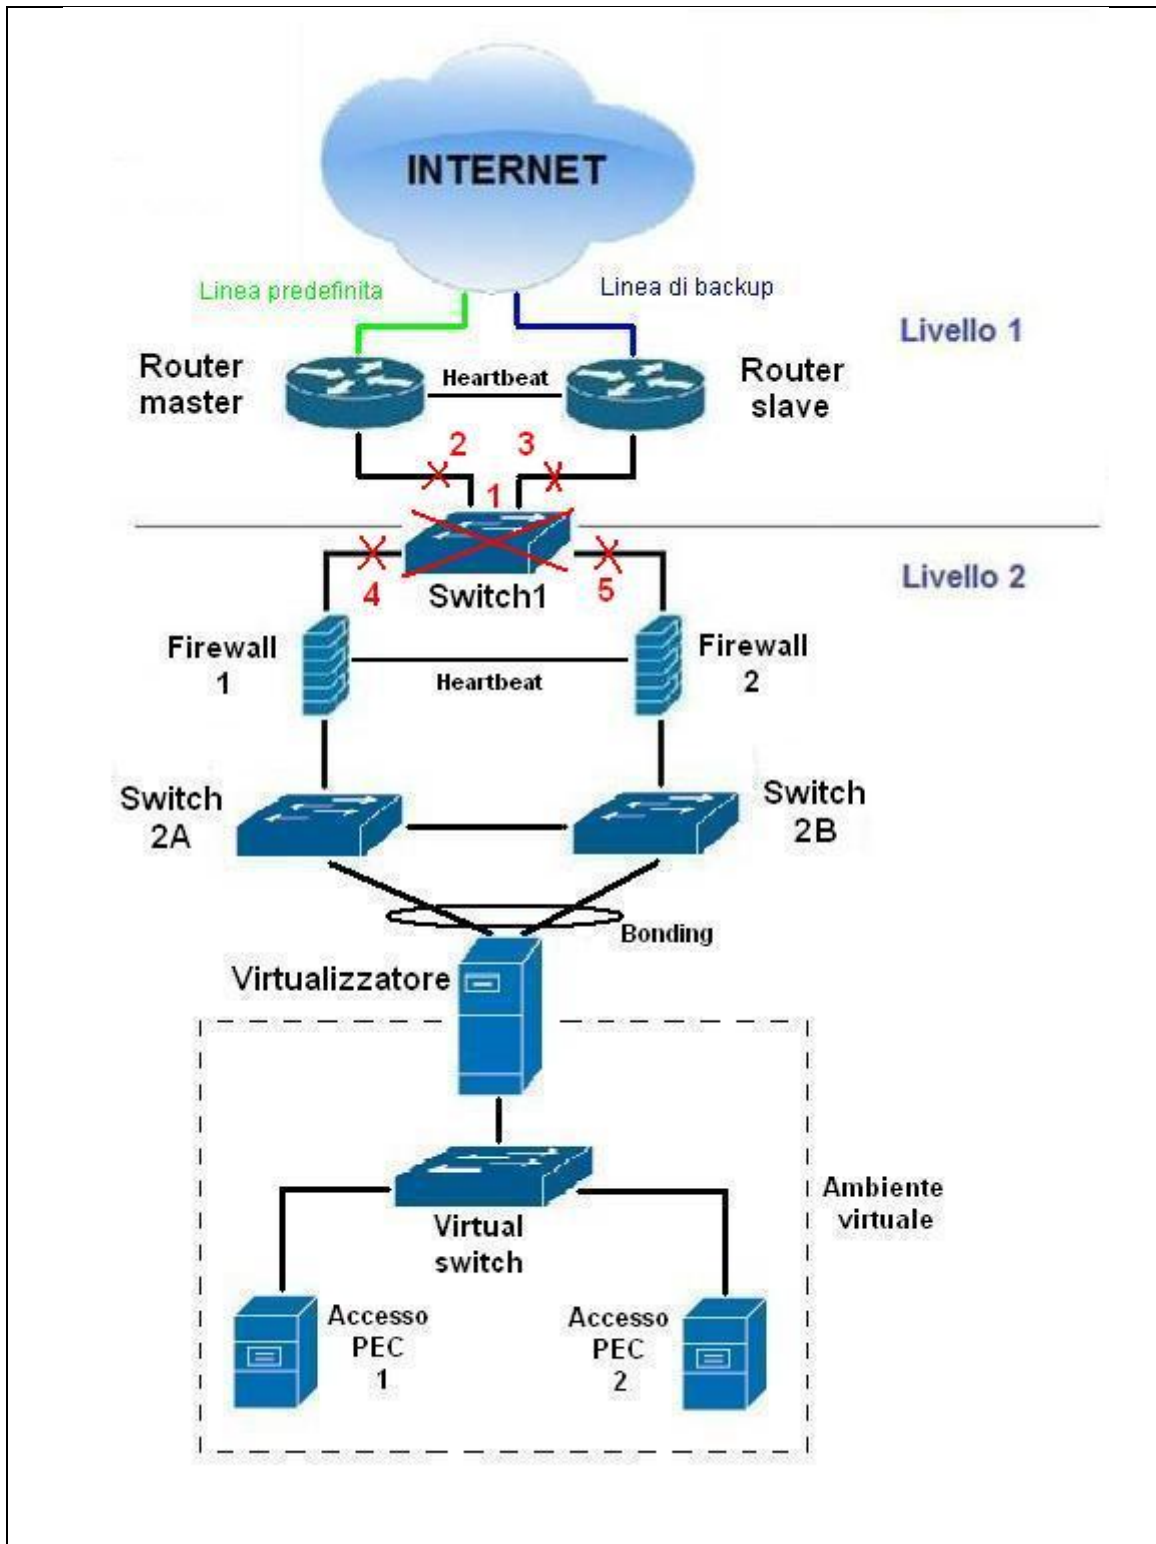 INTERNET
Linea predefinita
Linea di backup
Livello 1
Router
master
Heartbeat
Router
slave
2
3
1
4
5
Switch1
Livello 2
Firewall
1
Heartbeat
Firewall
2
Switch
2A
Switch
2B
Bonding
Virtualizzatore
Virtual
switch
Ambiente
virtuale
Accesso
PEC
1
Accesso
PEC
2